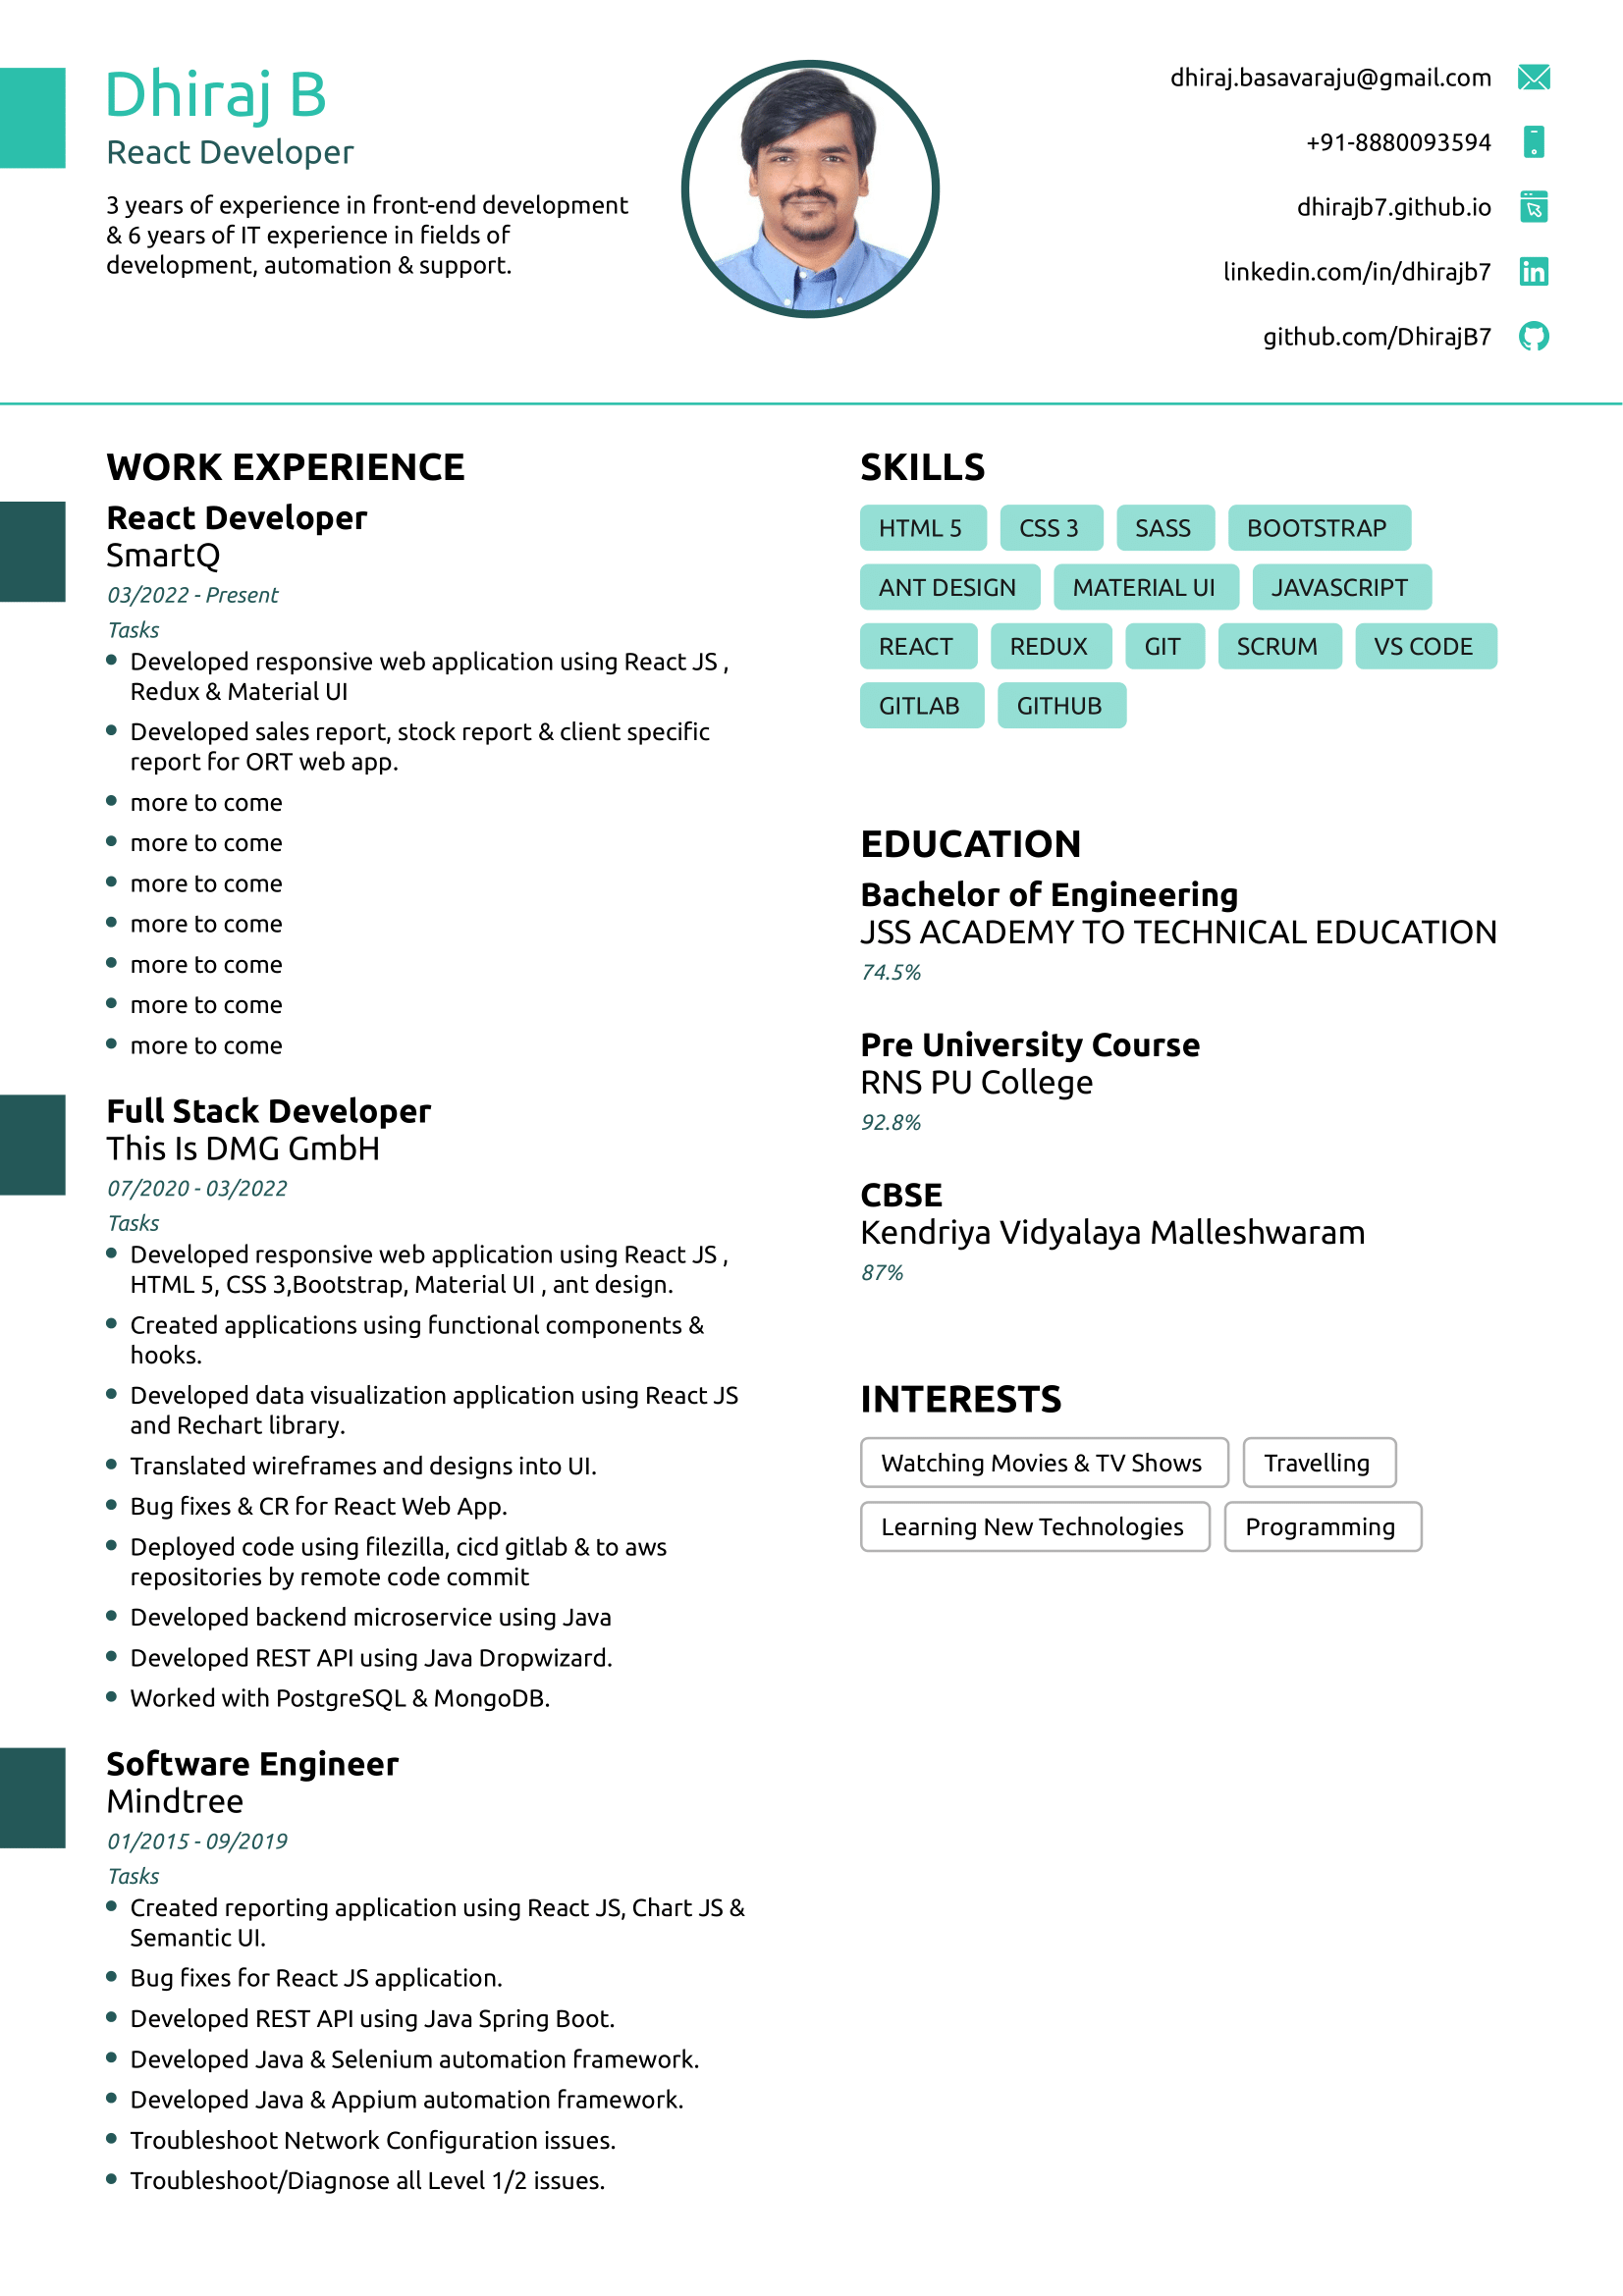 Dhiraj B
React Developer
3 years of experience in front-end development
& 6 years of IT experience in fields of
development, automation & support.
dhiraj.basavaraju@gmail.com
+91-8880093594
dhirajb7.github.io
linkedin.com/in/dhirajb7
github.com/DhirajB7
WORK EXPERIENCE
React Developer
SmartQ
03/2022 - Present
Tasks
Developed responsive web application using React JS ,
Redux & Material UI
Developed sales report, stock report & client specific
report for ORT web app.
more to come
more to come
more to come
more to come
more to come
more to come
more to come
Full Stack Developer
This Is DMG GmbH
07/2020 - 03/2022
Tasks
Developed responsive web application using React JS ,
HTML 5, CSS 3,Bootstrap, Material UI , ant design.
Created applications using functional components &
hooks.
Developed data visualization application using React JS
and Rechart library.
Translated wireframes and designs into UI.
Bug fixes & CR for React Web App.
Deployed code using filezilla, cicd gitlab & to aws
repositories by remote code commit
Developed backend microservice using Java
Developed REST API using Java Dropwizard.
Worked with PostgreSQL & MongoDB.
Software Engineer
Mindtree
01/2015 - 09/2019
Tasks
Created reporting application using React JS, Chart JS &
Semantic UI.
Bug fixes for React JS application.
Developed REST API using Java Spring Boot.
Developed Java & Selenium automation framework.
Developed Java & Appium automation framework.
Troubleshoot Network Configuration issues.
Troubleshoot/Diagnose all Level 1/2 issues.
SKILLS
HTML 5 CSS 3 SASS BOOTSTRAP
ANT DESIGN MATERIAL UI JAVASCRIPT
REACT REDUX GIT SCRUM VS CODE
GITLAB GITHUB
EDUCATION
Bachelor of Engineering
JSS ACADEMY TO TECHNICAL EDUCATION
74.5%
Pre University Course
RNS PU College
92.8%
CBSE
Kendriya Vidyalaya Malleshwaram
87%
INTERESTS
Watching Movies & TV Shows Travelling
Learning New Technologies Programming